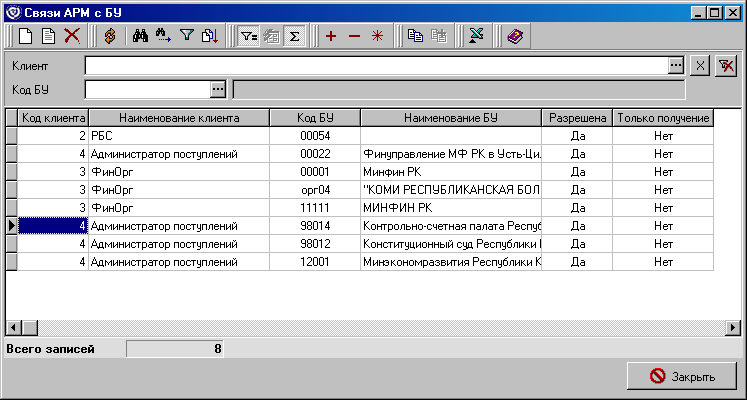 Связи АРМ с БУ
Клиент
Код БУ
Код клиента Наименование клиента Код БУ Наименование БУ Разрешена Только получение
2 РБС 00054 Да Нет
4 Администратор поступлений 00022 Финуправление МФ РК в Усть-Ци. Да Нет
3 ФинОрг 00001 Минфин РК Да Нет
3 ФинОрг орг04 "КОМИ РЕСПУБЛИКАНСКАЯ БОЛ Да Нет
3 ФинОрг 11111 МИНФИН РК Да Нет
4 Администратор поступлений 98014 Контрольно-счетная палата Респуб Да Нет
4 Администратор поступлений 98012 Конституционный суд Республики Да Нет
4 Администратор поступлений 12001 Минэкономразвития Республики К Да Нет
Всего записей 8
Закрыть